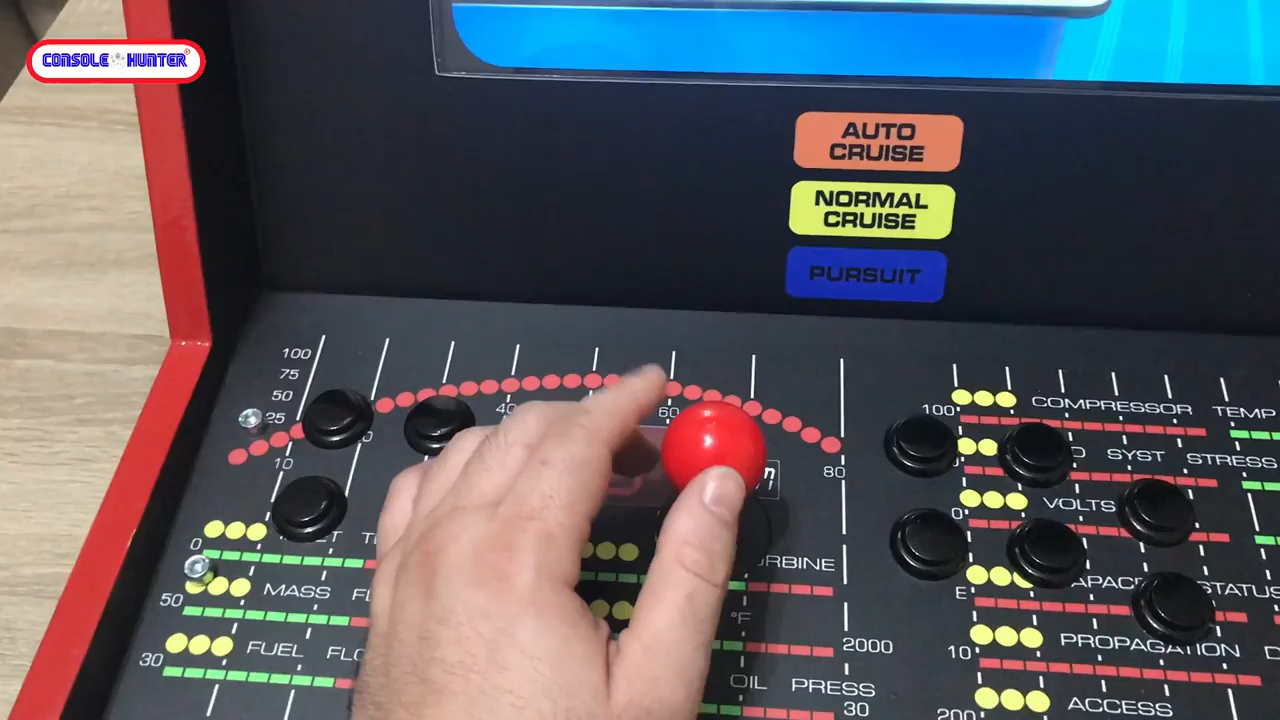 CONSOLE HUNTER®
AUTO
CRUISE
NORMAL
CRUISE
PURSUIT
100
75
50
25
10
40
60
80
100
COMPRESSOR
TEMP
SYST STRESS
0
VOLTS
0
MASS
50
FUEL FLO
30
°F
2000
OIL PRESS
30
E
STATUS
10
PROPAGATION
ACCESS
200